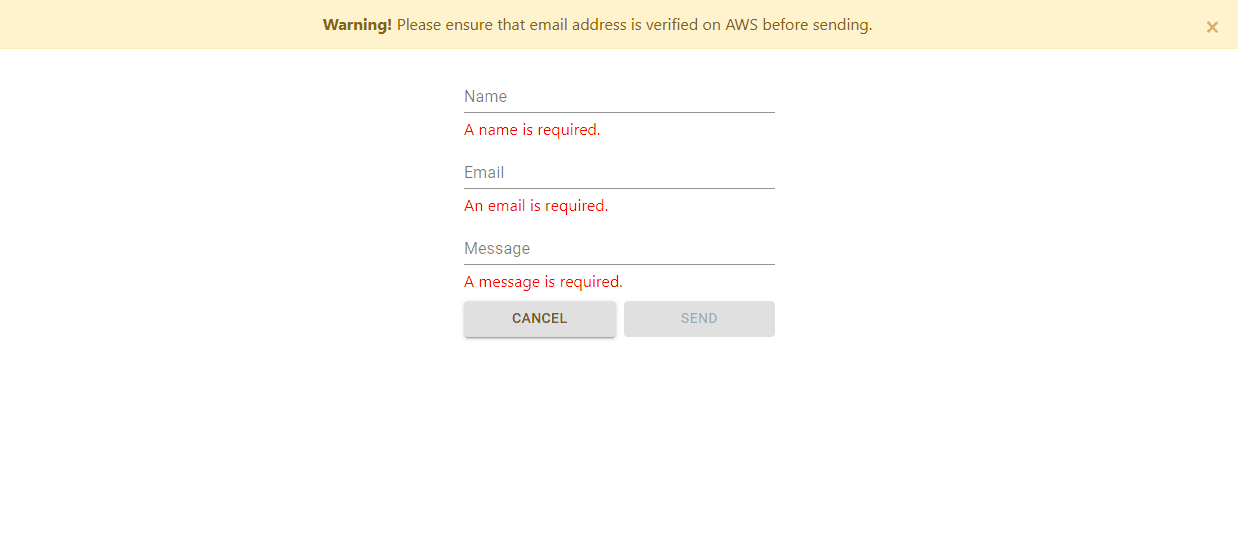 Warning! Please ensure that email address is verified on AWS before sending.
×
Name
A name is required.
Email
An email is required.
Message
A message is required.
CANCEL SEND